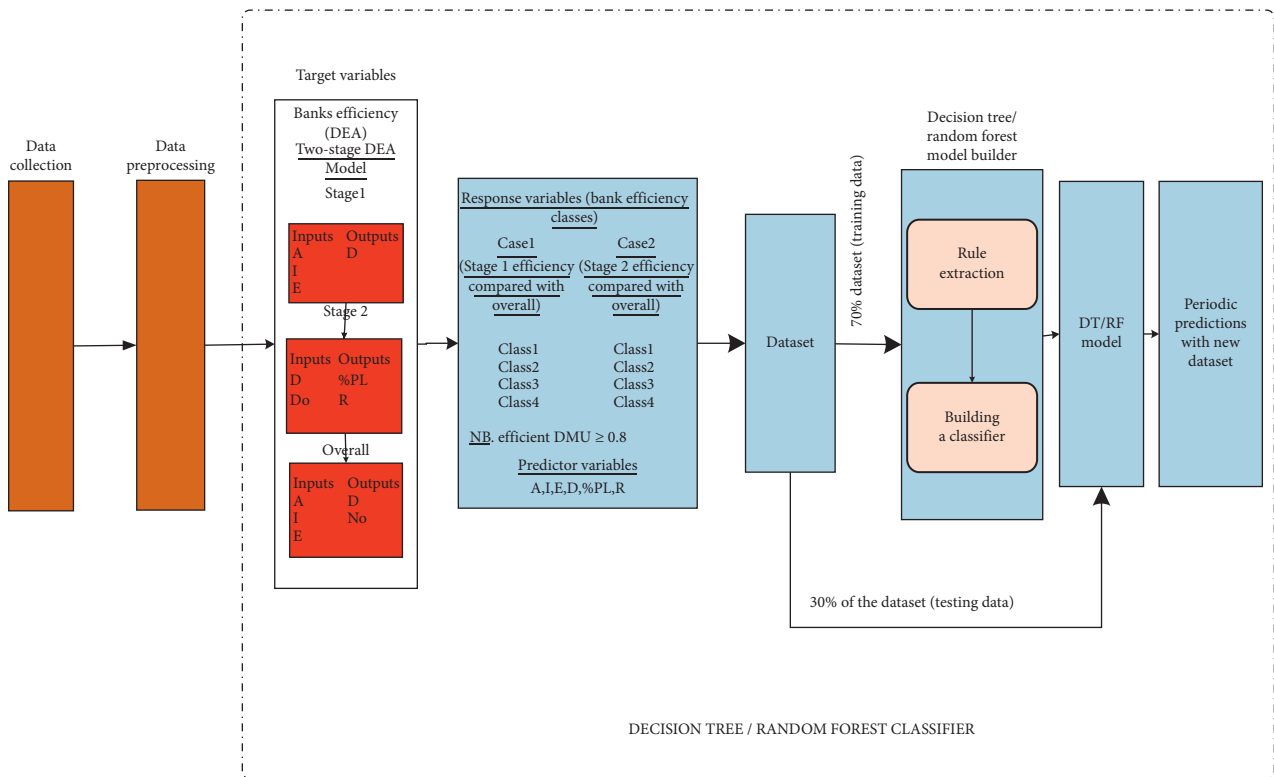 Data
collection
Data
preprocessing
Target variables
Banks efficiency
(DEA)
Two-stage DEA
Model
Stage1
Inputs Outputs
A D
I
E
Stage 2
Inputs Outputs
D %PL
Do R
Overall
Inputs Outputs
A D
I No
E
Response variables (bank efficiency
classes)
Case1 Case2
(Stage 1 efficiency (Stage 2 efficiency
compared with compared with
overall) overall)
Class1 Class1
Class2 Class2
Class3 Class3
Class4 Class4
NB. efficient DMU ≥ 0.8
Predictor variables
A,I,E,D,%PL,R
Dataset
70% dataset (training data)
30% of the dataset (testing data)
Decision tree/
random forest
model builder
Rule
extraction
Building
a classifier
DT/RF
model
Periodic
predictions
with new
dataset
DECISION TREE / RANDOM FOREST CLASSIFIER